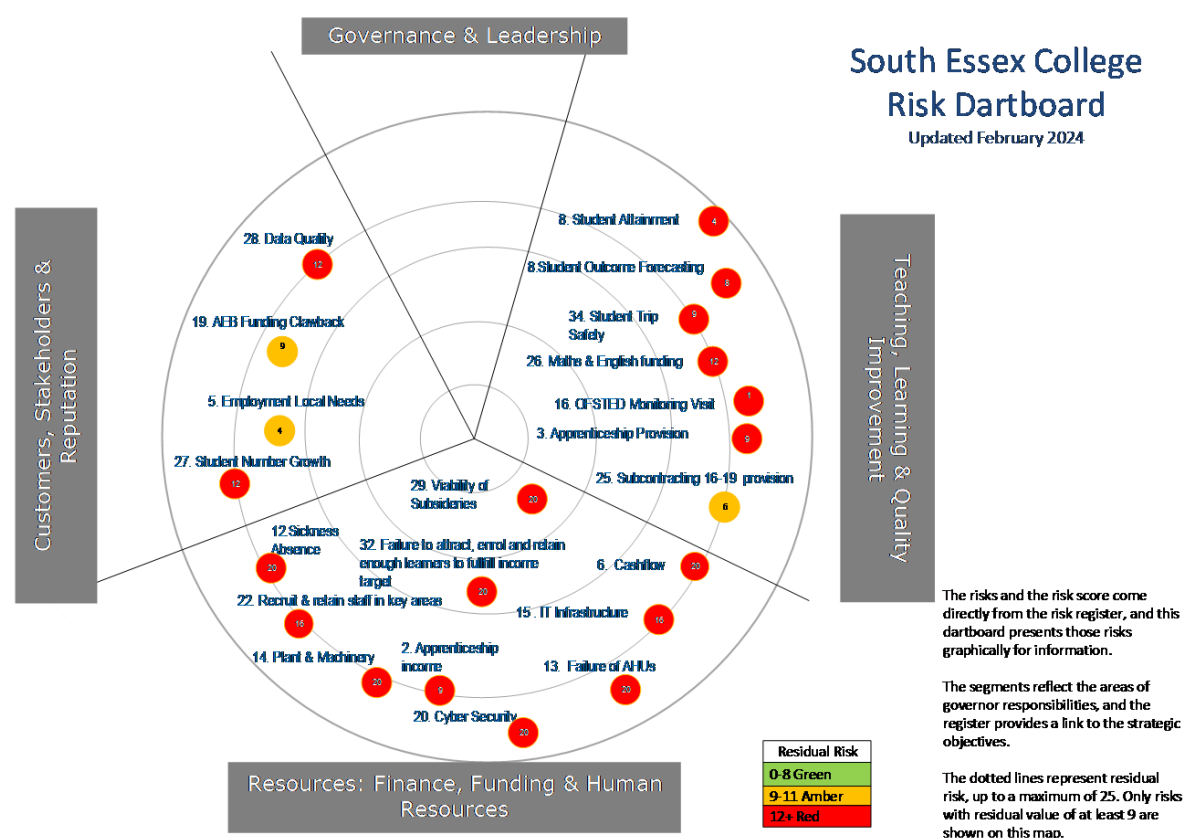 Governance & Leadership
South Essex College
Risk Dartboard
Updated February 2024
Customers, Stakeholders &
Reputation
Teaching, Learning & Quality
Improvement
8. Student Attainment
4
28. Data Quality
12
8.Student Outcome Forecasting
8
19. AEB Funding Clawback
9
34. Student Trip
Safety
9
26. Maths & English funding
12
5. Employment Local Needs
4
16. OFSTED Monitoring Visit
1
3. Apprenticeship Provision
9
27. Student Number Growth
12
25. Subcontracting 16-19 provision
6
29. Viability of
Subsideries
20
12.Sickness
Absence
20
32. Failure to attract, enrol and retain
enough learners to fullfill income
target
20
6. Cashflow
20
22. Recruit & retain staff in key areas
16
15 . IT Infrastructure
16
14. Plant & Machinery
20
2. Apprenticeship
income
9
13. Failure of AHUs
20
20. Cyber Security
20
Resources: Finance, Funding & Human
Resources
Residual Risk
0-8 Green
9-11 Amber
12+ Red
The risks and the risk score come
directly from the risk register, and this
dartboard presents those risks
graphically for information.
The segments reflect the areas of
governor responsibilities, and the
register provides a link to the strategic
objectives.
The dotted lines represent residual
risk, up to a maximum of 25. Only risks
with residual value of at least 9 are
shown on this map.